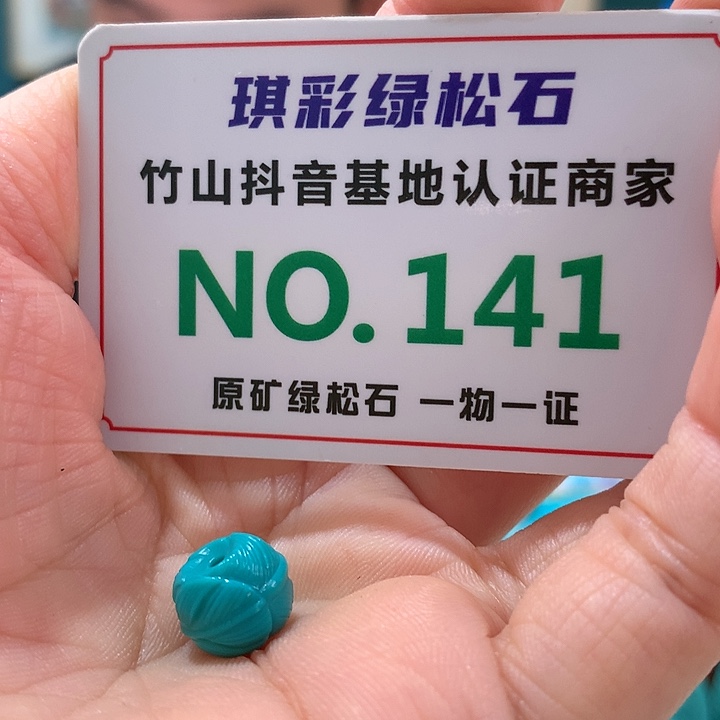 琪彩绿松石
竹山抖音基地认证商家
NO.141
原矿绿松石 一物一证